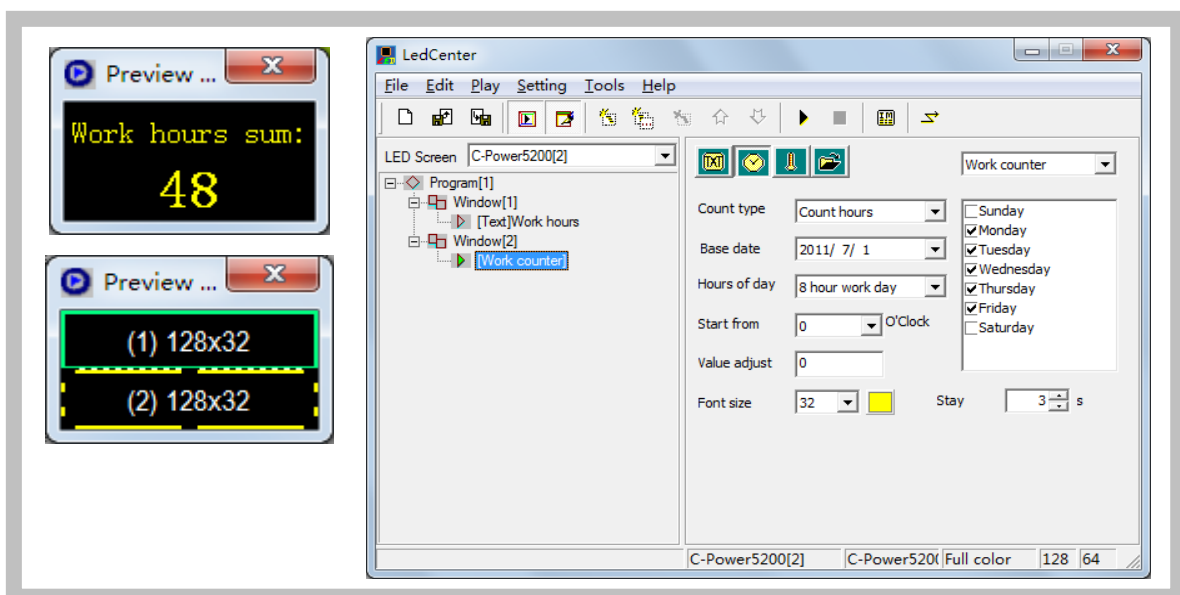 Preview ...
Work hours sum:
48
Preview ...
(1) 128x32
(2) 128x32
LedCenter
File Edit Play Setting Tools Help
LED Screen C-Power5200[2]
Program[1]
Window[1]
[Text]Work hours
Window[2]
[Work counter]
TXT
Work counter
Count type Count hours
Base date 2011/ 7/ 1
Hours of day 8 hour work day
Start from 0 O'Clock
Value adjust 0
Font size 32 Stay 3 s
Sunday
Monday
Tuesday
Wednesday
Thursday
Friday
Saturday
C-Power5200[2] C-Power520( Full color 128 64